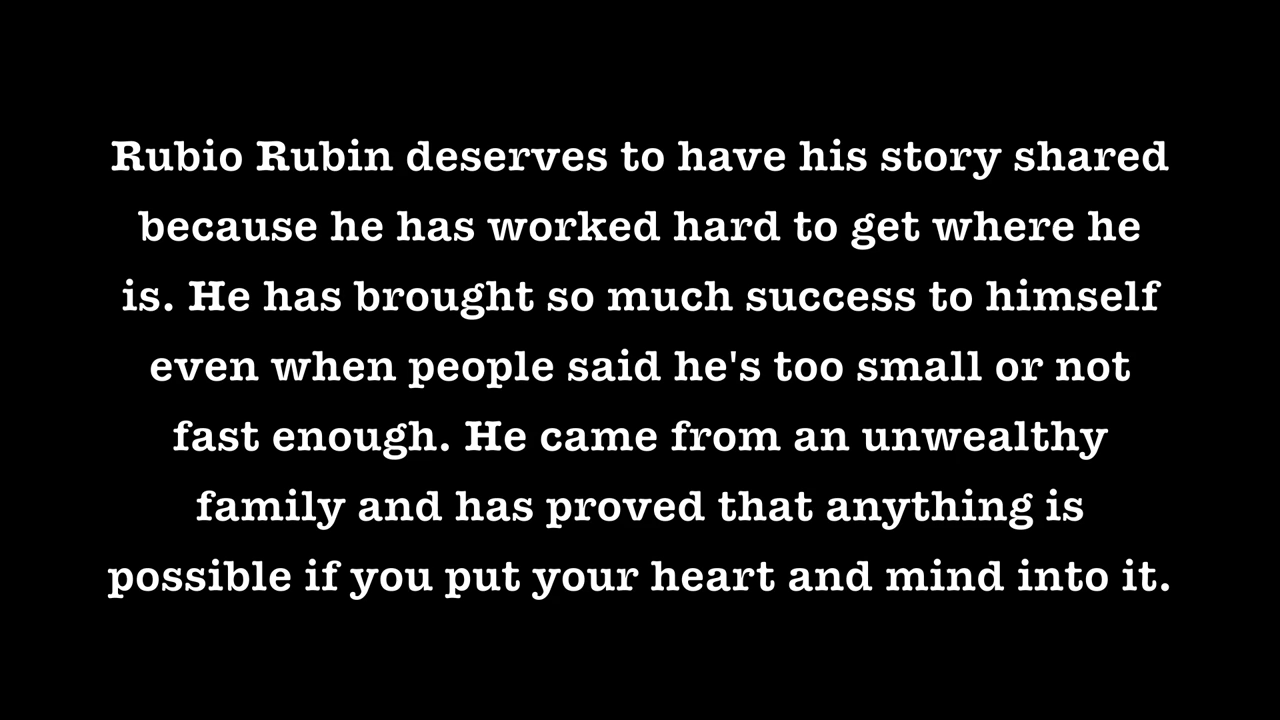 Rubio Rubin deserves to have his story shared
because he has worked hard to get where he
is. He has brought so much success to himself
even when people said he's too small or not
fast enough. He came from an unwealthy
family and has proved that anything is
possible if you put your heart and mind into it.